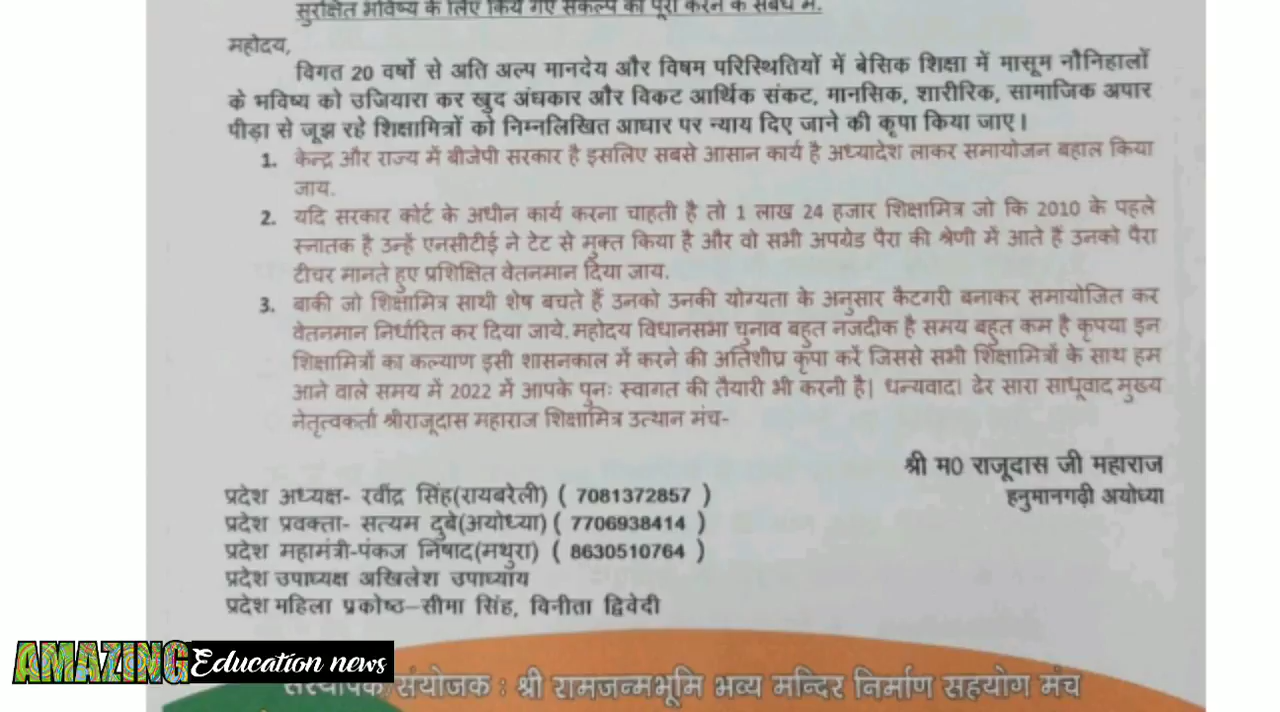 सुरक्षित भविष्य के लिए किये गए संकल्प को पूरा करने के संबंध में.
महोदय,
विगत 20 वर्षो से अति अल्प मानदेय और विषम परिस्थितियों में बेसिक शिक्षा में मासूम नौनिहालों
के भविष्य को उजियारा कर खुद अंधकार और विकट आर्थिक संकट, मानसिक, शारीरिक, सामाजिक अपार
पीड़ा से जूझ रहे शिक्षामित्रों को निम्नलिखित आधार पर न्याय दिए जाने की कृपा किया जाए।
1. केन्द्र और राज्य में बीजेपी सरकार है इसलिए सबसे आसान कार्य है अध्यादेश लाकर समायोजन बहाल किया
जाय.
2. यदि सरकार कोर्ट के अधीन कार्य करना चाहती है तो 1 लाख 24 हजार शिक्षामित्र जो कि 2010 के पहले
स्नातक है उन्हें एनसीटीई ने टेट से मुक्त किया है और वो सभी अपग्रेड पैरा की श्रेणी में आते हैं उनको पैरा
टीचर मानते हुए प्रशिक्षित वेतनमान दिया जाय.
3. बाकी जो शिक्षामित्र साथी शेष बचते हैं उनको उनकी योग्यता के अनुसार कैटगरी बनाकर समायोजित कर
वेतनमान निर्धारित कर दिया जाये. महोदय विधानसभा चुनाव बहुत नजदीक है समय बहुत कम है कृपया इन
शिक्षामित्रों का कल्याण इसी शासनकाल में करने की अतिशीघ्र कृपा करें जिससे सभी शिक्षामित्रों के साथ हम
आने वाले समय में 2022 में आपके पुनः स्वागत की तैयारी भी करनी है| धन्यवाद। ढेर सारा साधूवाद मुख्य
नेतृत्वकर्ता श्रीराजूदास महाराज शिक्षामित्र उत्थान मंच-
श्री म0 राजूदास जी महाराज
हनुमानगढ़ी अयोध्या
प्रदेश अध्यक्ष- रवींद्र सिंह(रायबरेली) ( 7081372857 )
प्रदेश प्रवक्ता- सत्यम दुबे(अयोध्या) ( 7706938414 )
प्रदेश महामंत्री-पंकज निषाद(मथुरा) ( 8630510764 )
प्रदेश उपाध्यक्ष अखिलेश उपाध्याय
प्रदेश महिला प्रकोष्ठ–सीमा सिंह, विनीता द्विवेदी
AMAZING Education news
संस्थापक/संयोजक : श्री रामजन्मभूमि भव्य मन्दिर निर्माण सहयोग मंच